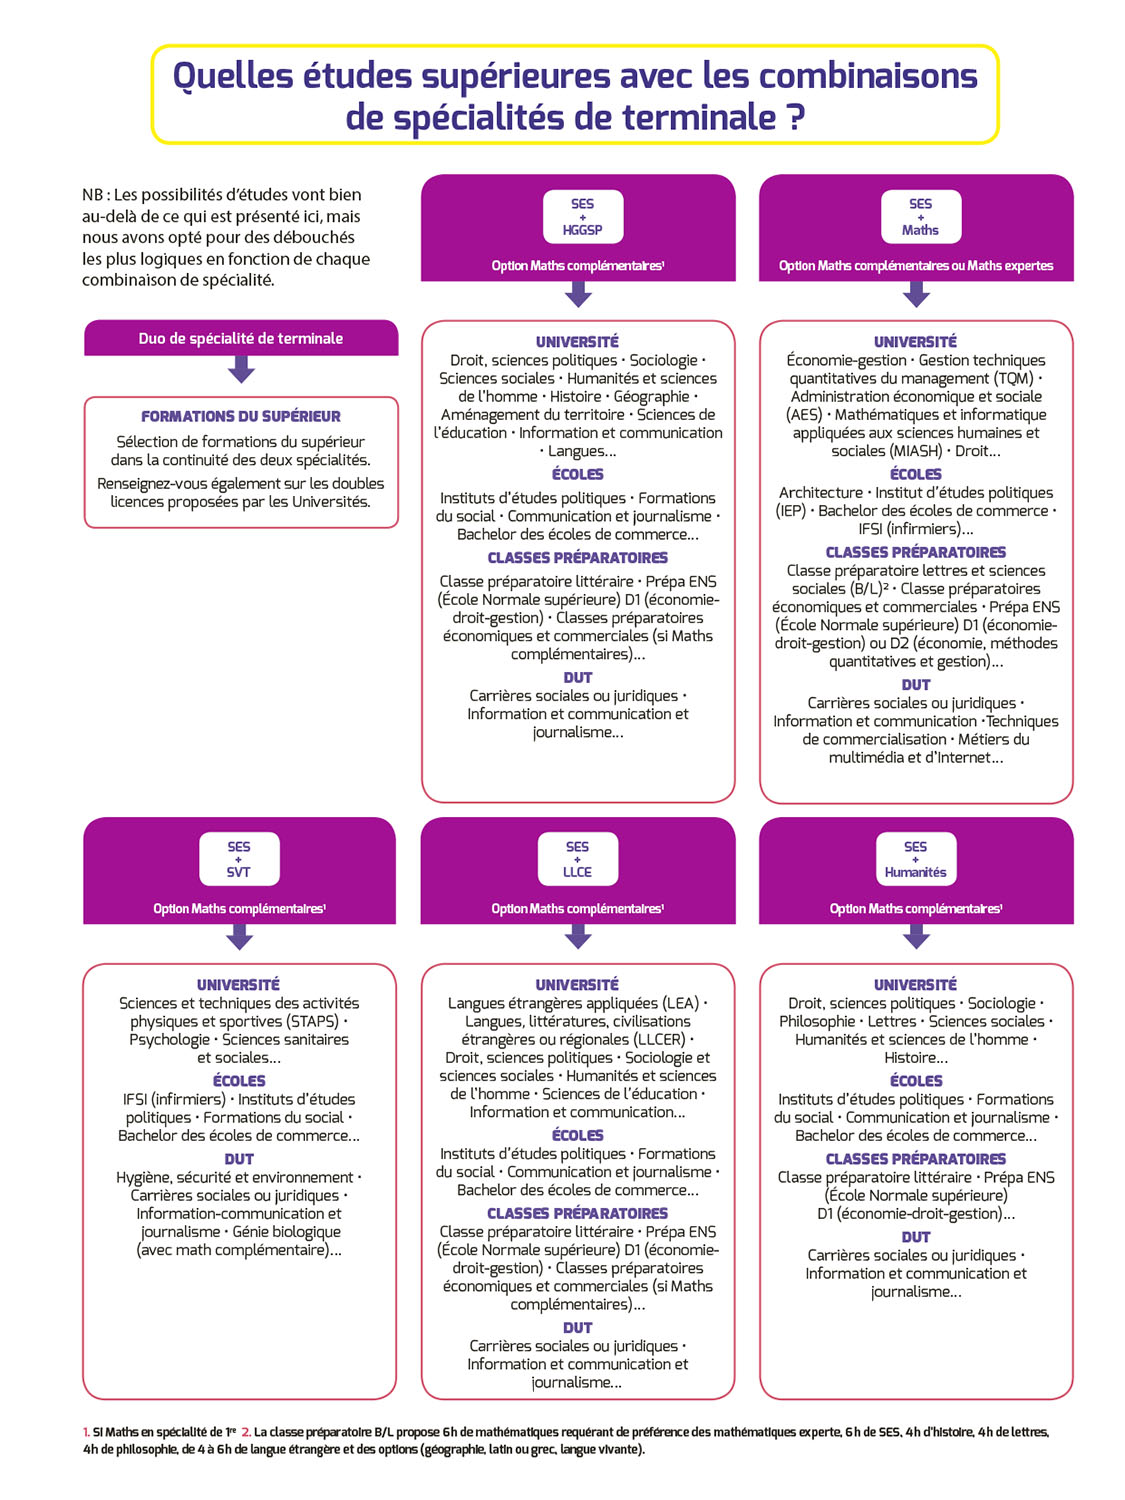 Quelles études supérieures avec les combinaisons
de spécialités de terminale ?
NB : Les possibilités d'études vont bien
au-delà de ce qui est présenté ici, mais
nous avons opté pour des débouchés
les plus logiques en fonction de chaque
combinaison de spécialité.
Duo de spécialité de terminale
FORMATIONS DU SUPÉRIEUR
Sélection de formations du supérieur
dans la continuité des deux spécialités.
Renseignez-vous également sur les doubles
licences proposées par les Universités.
SES
+
HGGSP
Option Maths complémentaires¹
UNIVERSITÉ
Droit, sciences politiques • Sociologie •
Sciences sociales • Humanités et sciences
de l'homme • Histoire • Géographie •
Aménagement du territoire • Sciences de
l'éducation • Information et communication
• Langues...
ÉCOLES
Instituts d'études politiques • Formations
du social • Communication et journalisme •
Bachelor des écoles de commerce...
CLASSES PRÉPARATOIRES
Classe préparatoire littéraire • Prépa ENS
(École Normale supérieure) D1 (économie-
droit-gestion) • Classes préparatoires
économiques et commerciales (si Maths
complémentaires)...
DUT
Carrières sociales ou juridiques •
Information et communication et
journalisme...
SES
+
Maths
Option Maths complémentaires ou Maths expertes
UNIVERSITÉ
Économie-gestion • Gestion techniques
quantitatives du management (TQM) •
Administration économique et sociale
(AES) • Mathématiques et informatique
appliquées aux sciences humaines et
sociales (MIASH) • Droit...
ÉCOLES
Architecture • Institut d'études politiques
(IEP) • Bachelor des écoles de commerce •
IFSI (infirmiers)...
CLASSES PRÉPARATOIRES
Classe préparatoire lettres et sciences
sociales (B/L)² • Classe préparatoires
économiques et commerciales • Prépa ENS
(École Normale supérieure) D1 (économie-
droit-gestion) ou D2 (économie, méthodes
quantitatives et gestion)...
DUT
Carrières sociales ou juridiques •
Information et communication •Techniques
de commercialisation • Métiers du
multimédia et d'Internet...
SES
+
SVT
Option Maths complémentaires¹
UNIVERSITÉ
Sciences et techniques des activités
physiques et sportives (STAPS) •
Psychologie • Sciences sanitaires
et sociales...
ÉCOLES
IFSI (infirmiers) • Instituts d'études
politiques • Formations du social •
Bachelor des écoles de commerce...
DUT
Hygiène, sécurité et environnement •
Carrières sociales ou juridiques •
Information-communication et
journalisme • Génie biologique
(avec math complémentaire)...
SES
+
LLCE
Option Maths complémentaires¹
UNIVERSITÉ
Langues étrangères appliquées (LEA) •
Langues, littératures, civilisations
étrangères ou régionales (LLCER) •
Droit, sciences politiques • Sociologie et
sciences sociales • Humanités et sciences
de l'homme • Sciences de l'éducation •
Information et communication...
ÉCOLES
Instituts d'études politiques • Formations
du social • Communication et journalisme •
Bachelor des écoles de commerce...
CLASSES PRÉPARATOIRES
Classe préparatoire littéraire • Prépa ENS
(École Normale supérieure) D1 (économie-
droit-gestion) • Classes préparatoires
économiques et commerciales (si Maths
complémentaires)...
DUT
Carrières sociales ou juridiques •
Information et communication et
journalisme...
SES
+
Humanités
Option Maths complémentaires¹
UNIVERSITÉ
Droit, sciences politiques • Sociologie •
Philosophie • Lettres • Sciences sociales •
Humanités et sciences de l'homme •
Histoire...
ÉCOLES
Instituts d'études politiques • Formations
du social • Communication et journalisme •
Bachelor des écoles de commerce...
CLASSES PRÉPARATOIRES
Classe préparatoire littéraire • Prépa ENS
(École Normale supérieure)
D1 (économie-droit-gestion)...
DUT
Carrières sociales ou juridiques •
Information et communication et
journalisme...
1. Si Maths en spécialité de 1re 2. La classe préparatoire B/L propose 6h de mathématiques requérant de préférence des mathématiques experte, 6h de SES, 4h d'histoire, 4h de lettres,
4h de philosophie, de 4 à 6h de langue étrangère et des options (géographie, latin ou grec, langue vivante).